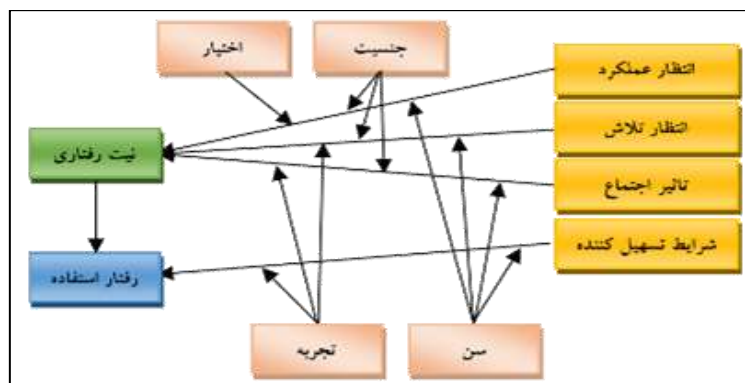 اختیار
جنسیت
انتظار عملکرد
انتظار تلاش
نیت رفتاری
تاثیر اجتماع
شرایط تسهیل کننده
رفتار استفاده
تجربه
سن